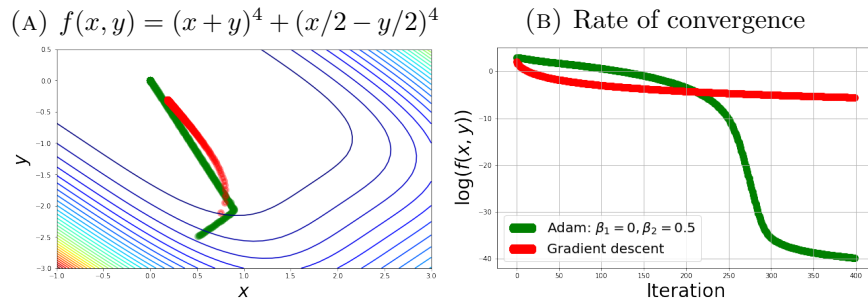 (A) f(x, y) = (x + y)⁴ + (x/2 − y/2)⁴
0.5
0.0
−0.5
−1.0
−1.5
−2.0
−2.5
−3.0
y
−1.0 −0.5 0.0 0.5 1.0 1.5 2.0 2.5 3.0
x
(B) Rate of convergence
0
−10
−20
−30
−40
log(f(x, y))
Adam: β₁ = 0, β₂ = 0.5
Gradient descent
0 50 100 150 200 250 300 350 400
Iteration